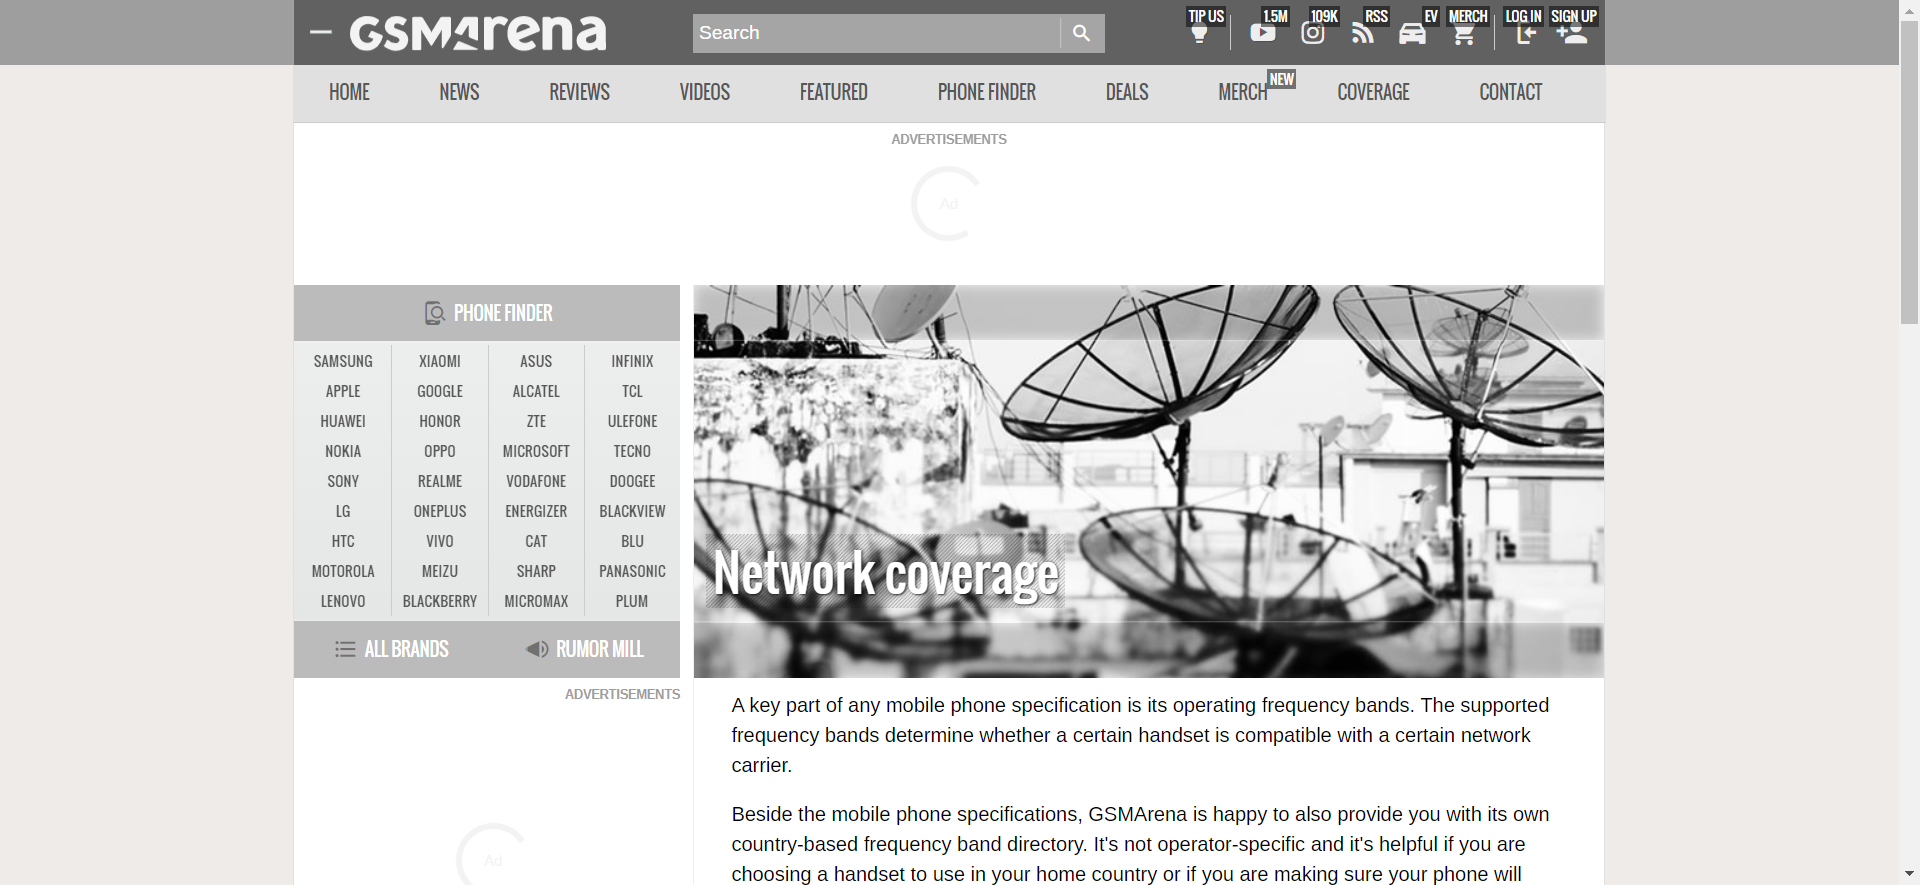 GSMArena
Search
TIP US
1.5M
109K
RSS
EV
MERCH
LOG IN
SIGN UP
HOME
NEWS
REVIEWS
VIDEOS
FEATURED
PHONE FINDER
DEALS
MERCH
NEW
COVERAGE
CONTACT
ADVERTISEMENTS
Ad
PHONE FINDER
SAMSUNG XIAOMI ASUS INFINIX
APPLE GOOGLE ALCATEL TCL
HUAWEI HONOR ZTE ULEFONE
NOKIA OPPO MICROSOFT TECNO
SONY REALME VODAFONE DOOGEE
LG ONEPLUS ENERGIZER BLACKVIEW
HTC VIVO CAT BLU
MOTOROLA MEIZU SHARP PANASONIC
LENOVO BLACKBERRY MICROMAX PLUM
ALL BRANDS
RUMOR MILL
ADVERTISEMENTS
Ad
Network coverage
A key part of any mobile phone specification is its operating frequency bands. The supported
frequency bands determine whether a certain handset is compatible with a certain network
carrier.
Beside the mobile phone specifications, GSMArena is happy to also provide you with its own
country-based frequency band directory. It's not operator-specific and it's helpful if you are
choosing a handset to use in your home country or if you are making sure your phone will